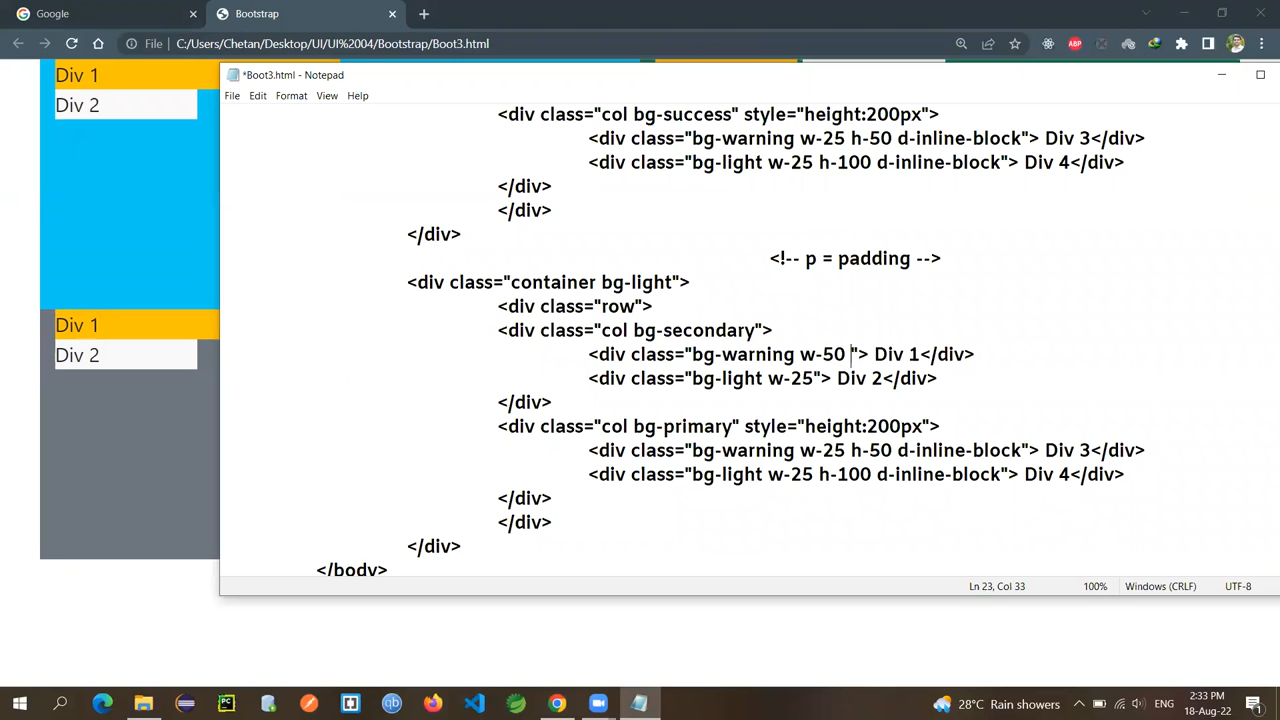 Google
Bootstrap
File
C:/Users/Chetan/Desktop/UI/UI%2004/Bootstrap/Boot3.html
ABP
Div 1
Div 2
Div 1
Div 2
*Boot3.html - Notepad
File Edit Format View Help
<div class="col bg-success" style="height:200px">
<div class="bg-warning w-25 h-50 d-inline-block"> Div 3</div>
<div class="bg-light w-25 h-100 d-inline-block"> Div 4</div>
</div>
</div>
</div>
<!-- p = padding -->
<div class="container bg-light">
<div class="row">
<div class="col bg-secondary">
<div class="bg-warning w-50 "> Div 1</div>
<div class="bg-light w-25"> Div 2</div>
</div>
<div class="col bg-primary" style="height:200px">
<div class="bg-warning w-25 h-50 d-inline-block"> Div 3</div>
<div class="bg-light w-25 h-100 d-inline-block"> Div 4</div>
</div>
</div>
</div>
</body>
Ln 23, Col 33 100% Windows (CRLF) UTF-8
PC
qb
28°C Rain showers
ENG
2:33 PM
18-Aug-22
1